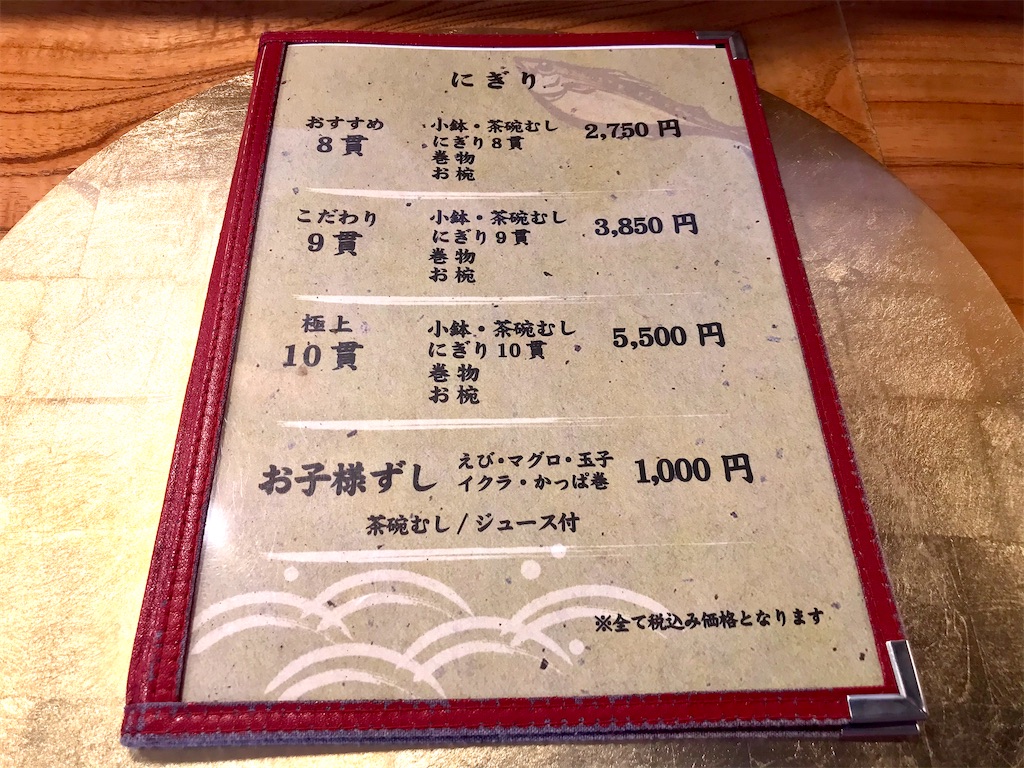 にぎり
おすすめ
8貫
小鉢・茶碗むし
にぎり8貫
巻物
お椀
2,750 円
こだわり
9貫
小鉢・茶碗むし
にぎり9貫
巻物
お椀
3,850 円
極上
10貫
小鉢・茶碗むし
にぎり10貫
巻物
お椀
5,500 円
お子様ずし
えび・マグロ・玉子
イクラ・かっぱ巻
1,000 円
茶碗むし/ジュース付
※全て税込み価格となります